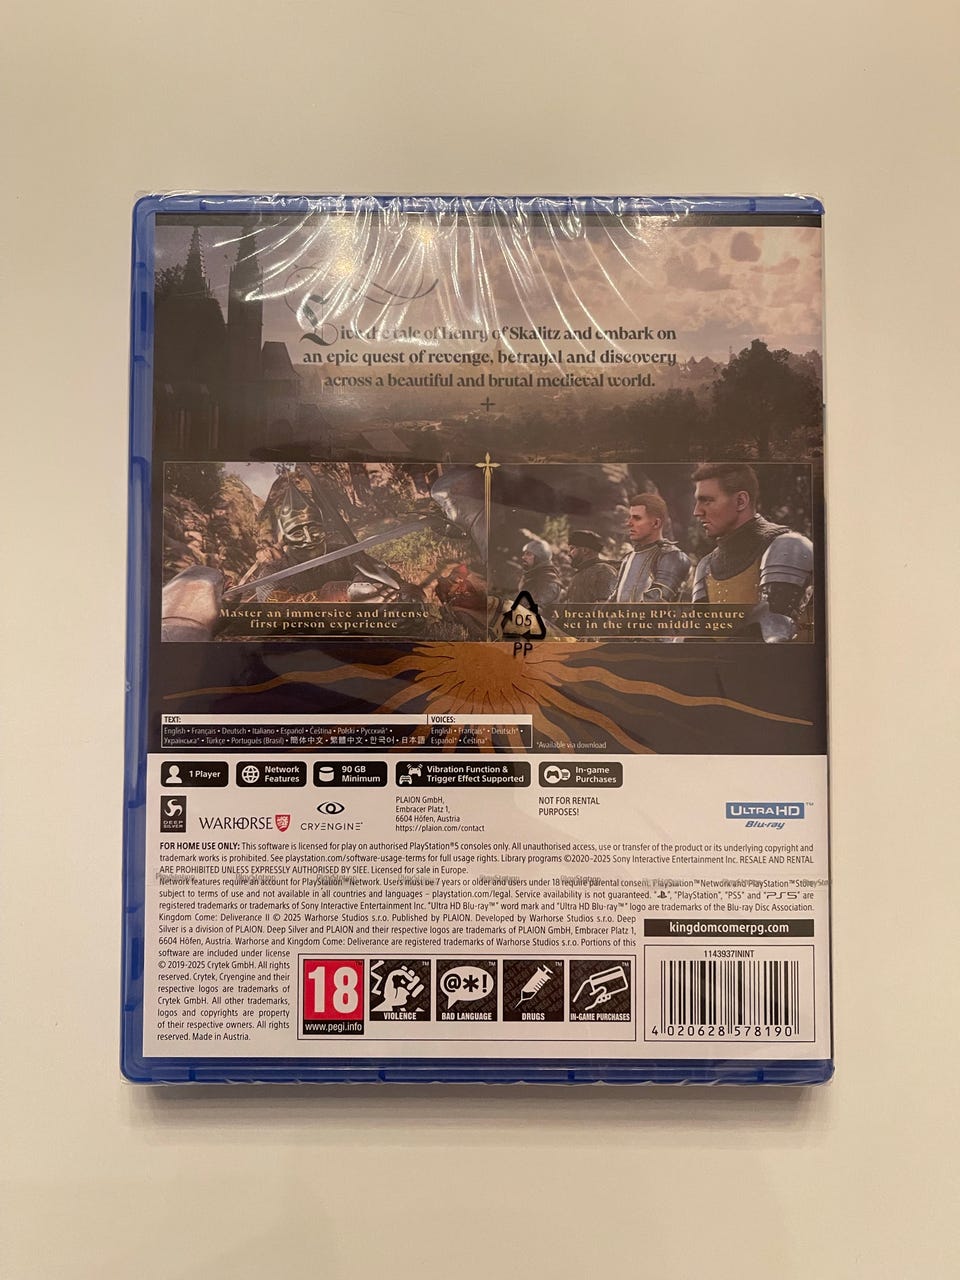 Live the tale of Henry of Skalitz and embark on
an epic quest of revenge, betrayal and discovery
across a beautiful and brutal medieval world.
Master an immersive and intense
first person experience
A breathtaking RPG adventure
set in the true middle ages
05
PP
TEXT:
English • Français • Deutsch • Italiano • Español • Čeština • Polski • Русский* •
Українська* • Türkçe • Português (Brasil) • 简体中文 • 繁體中文 • 한국어 • 日本語
VOICES:
English • Français* • Deutsch* •
Español* • Čeština*
*Available via download
1 Player
Network
Features
90 GB
Minimum
Vibration Function &
Trigger Effect Supported
In-game
Purchases
DEEP
SILVER
WARHORSE
CRYENGINE®
PLAION GmbH,
Embracer Platz 1,
6604 Höfen, Austria
https://plaion.com/contact
NOT FOR RENTAL
PURPOSES!
ULTRA HD™
Blu-ray
FOR HOME USE ONLY: This software is licensed for play on authorised PlayStation®5 consoles only. All unauthorised access, use or transfer of the product or its underlying copyright and
trademark works is prohibited. See playstation.com/software-usage-terms for full usage rights. Library programs ©2020–2025 Sony Interactive Entertainment Inc. RESALE AND RENTAL
ARE PROHIBITED UNLESS EXPRESSLY AUTHORISED BY SIEE. Licensed for sale in Europe.
Network features require an account for PlayStation™Network. Users must be 7 years or older and users under 18 require parental consent. PlayStation™Network and PlayStation™Store
subject to terms of use and not available in all countries and languages – playstation.com/legal. Service availability is not guaranteed. "PS", "PlayStation", "PS5" and "PS5" are
registered trademarks or trademarks of Sony Interactive Entertainment Inc. "Ultra HD Blu-ray™" word mark and "Ultra HD Blu-ray™" logo are trademarks of the Blu-ray Disc Association.
Kingdom Come: Deliverance II © 2025 Warhorse Studios s.r.o. Published by PLAION. Developed by Warhorse Studios s.r.o. Deep
Silver is a division of PLAION. Deep Silver and PLAION and their respective logos are trademarks of PLAION GmbH, Embracer Platz 1,
6604 Höfen, Austria. Warhorse and Kingdom Come: Deliverance are registered trademarks of Warhorse Studios s.r.o. Portions of this
software are included under license
© 2019-2025 Crytek GmbH. All rights
reserved. Crytek, Cryengine and their
respective logos are trademarks of
Crytek GmbH. All other trademarks,
logos and copyrights are property
of their respective owners. All rights
reserved. Made in Austria.
18
www.pegi.info
VIOLENCE
@*!
BAD LANGUAGE
DRUGS
IN-GAME PURCHASES
kingdomcomerpg.com
1143937ININT
4 020628 578190